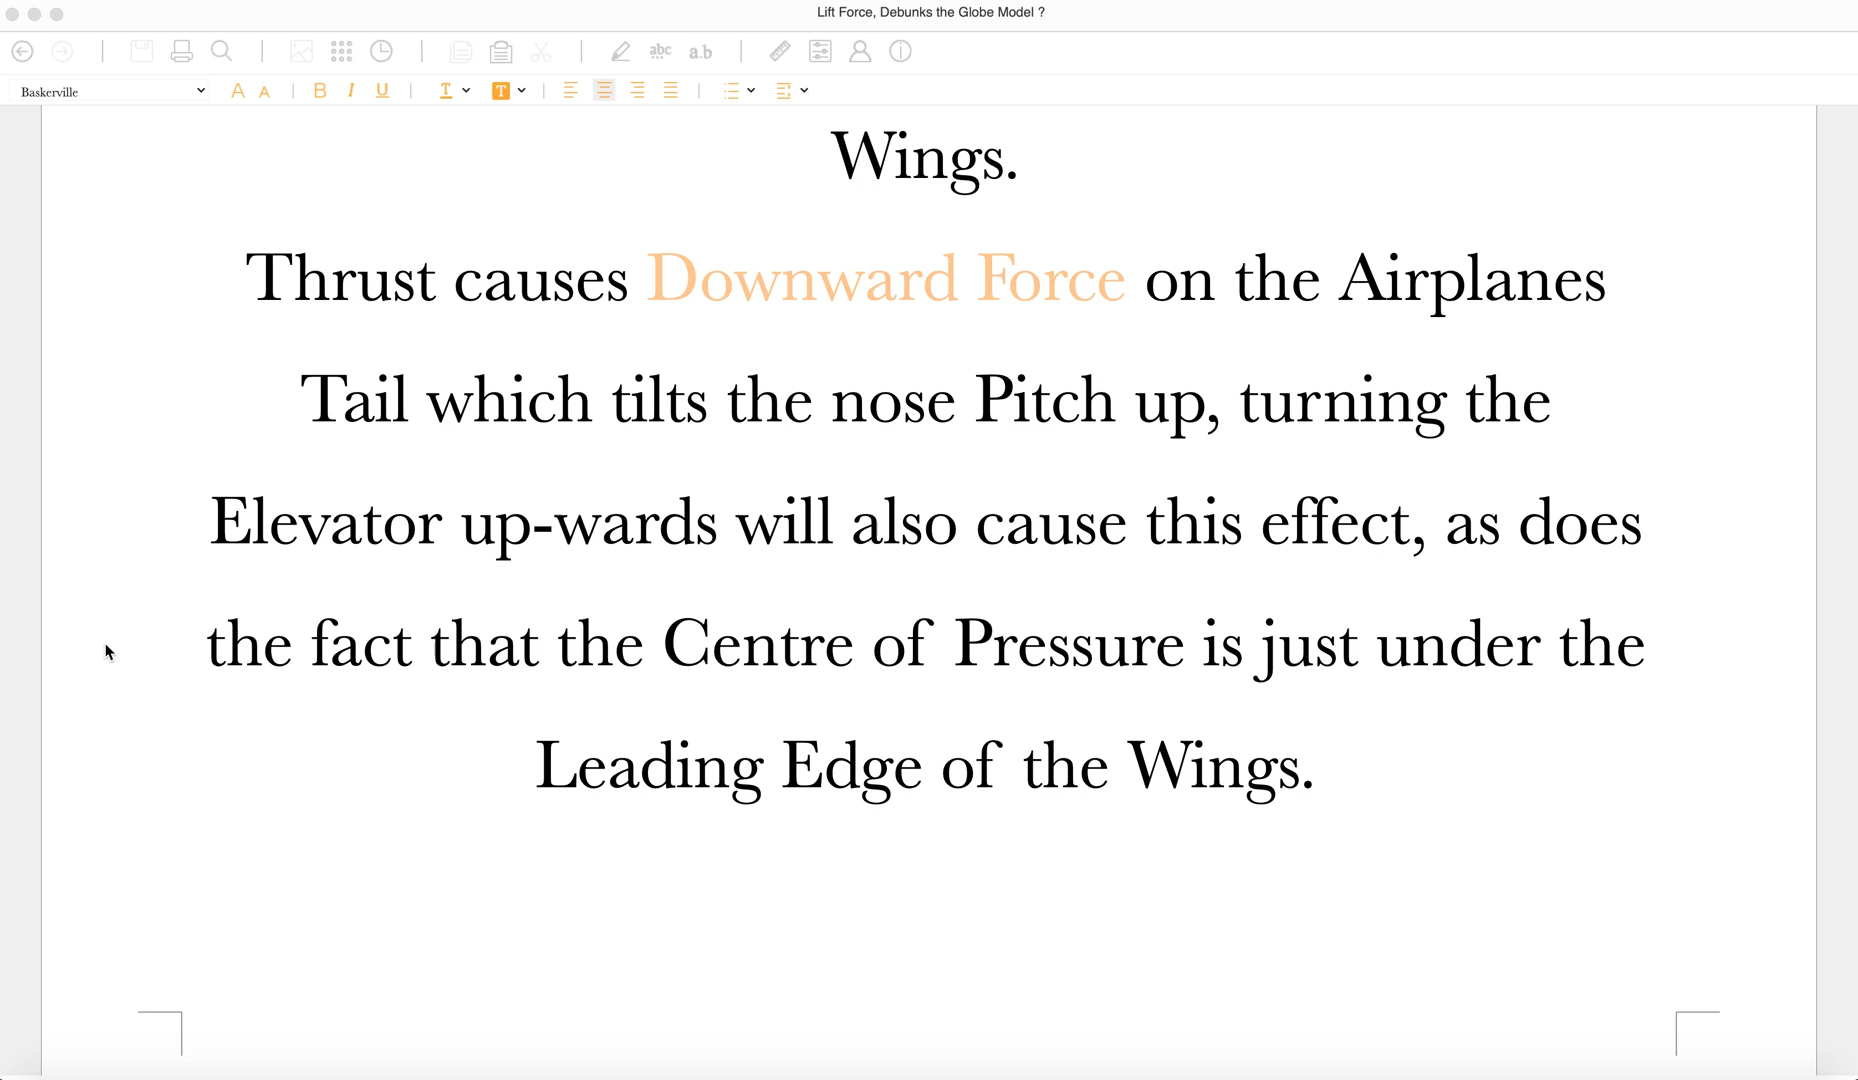 Lift Force, Debunks the Globe Model ?
abc a.b
Baskerville A A B I U T T
Wings.
Thrust causes Downward Force on the Airplanes
Tail which tilts the nose Pitch up, turning the
Elevator up-wards will also cause this effect, as does
the fact that the Centre of Pressure is just under the
Leading Edge of the Wings.